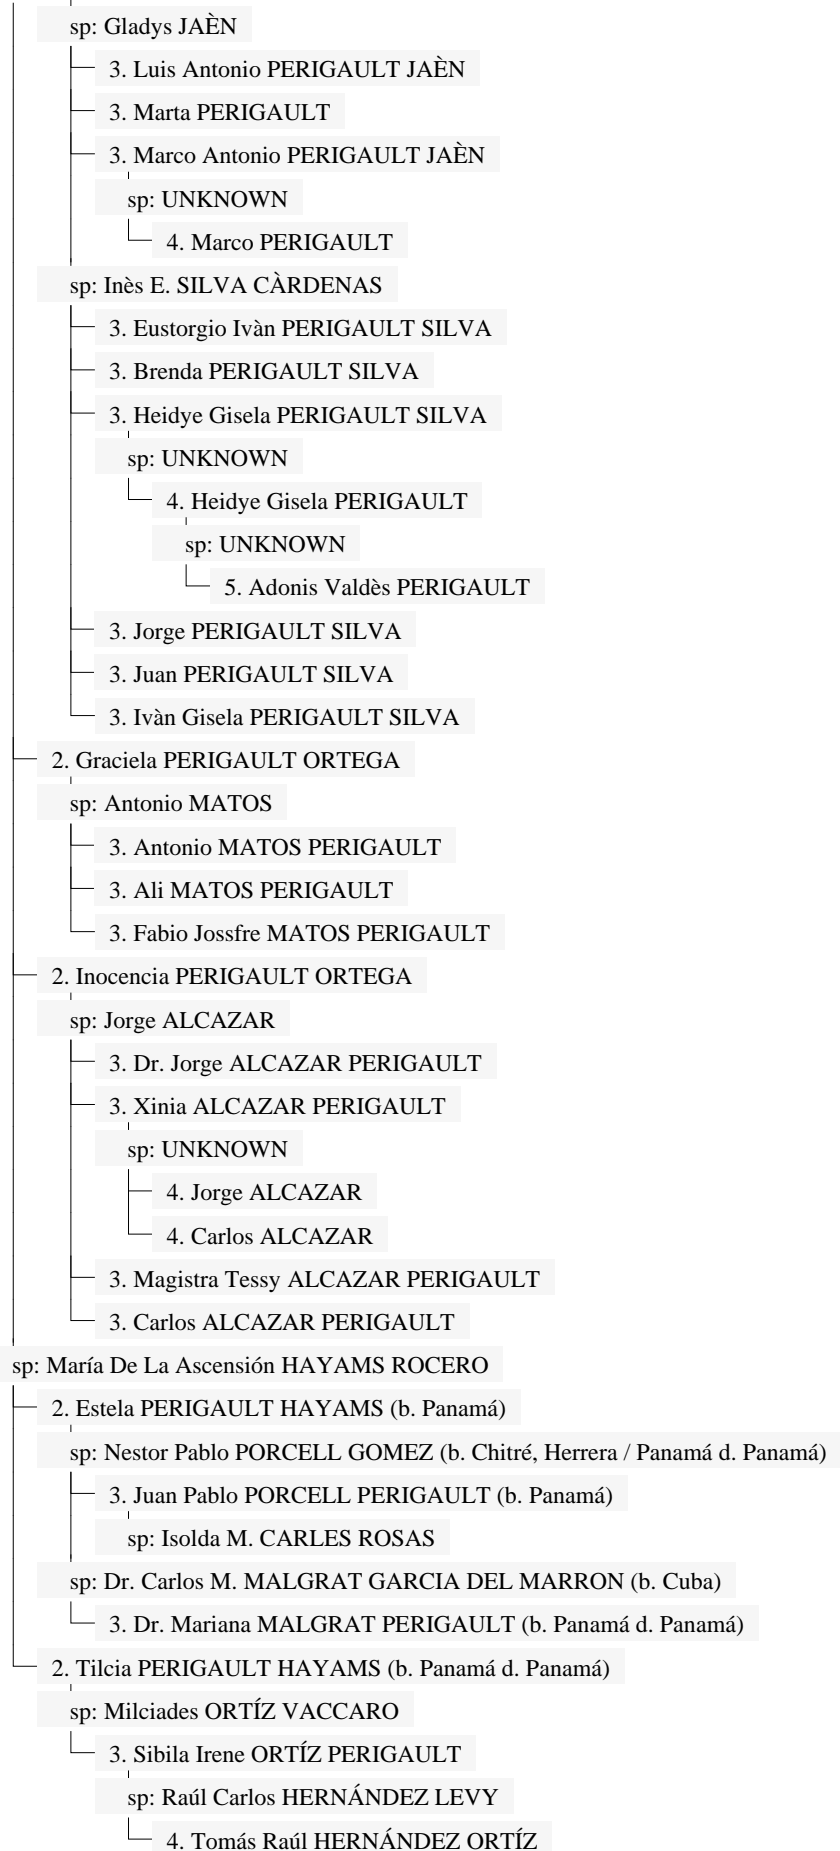 sp: Gladys JAÈN
3. Luis Antonio PERIGAULT JAÈN
3. Marta PERIGAULT
3. Marco Antonio PERIGAULT JAÈN
sp: UNKNOWN
4. Marco PERIGAULT
sp: Inès E. SILVA CÀRDENAS
3. Eustorgio Ivàn PERIGAULT SILVA
3. Brenda PERIGAULT SILVA
3. Heidye Gisela PERIGAULT SILVA
sp: UNKNOWN
4. Heidye Gisela PERIGAULT
sp: UNKNOWN
5. Adonis Valdès PERIGAULT
3. Jorge PERIGAULT SILVA
3. Juan PERIGAULT SILVA
3. Ivàn Gisela PERIGAULT SILVA
2. Graciela PERIGAULT ORTEGA
sp: Antonio MATOS
3. Antonio MATOS PERIGAULT
3. Ali MATOS PERIGAULT
3. Fabio Jossfre MATOS PERIGAULT
2. Inocencia PERIGAULT ORTEGA
sp: Jorge ALCAZAR
3. Dr. Jorge ALCAZAR PERIGAULT
3. Xinia ALCAZAR PERIGAULT
sp: UNKNOWN
4. Jorge ALCAZAR
4. Carlos ALCAZAR
3. Magistra Tessy ALCAZAR PERIGAULT
3. Carlos ALCAZAR PERIGAULT
sp: María De La Ascensión HAYAMS ROCERO
2. Estela PERIGAULT HAYAMS (b. Panamá)
sp: Nestor Pablo PORCELL GOMEZ (b. Chitré, Herrera / Panamá d. Panamá)
3. Juan Pablo PORCELL PERIGAULT (b. Panamá)
sp: Isolda M. CARLES ROSAS
sp: Dr. Carlos M. MALGRAT GARCIA DEL MARRON (b. Cuba)
3. Dr. Mariana MALGRAT PERIGAULT (b. Panamá d. Panamá)
2. Tilcia PERIGAULT HAYAMS (b. Panamá d. Panamá)
sp: Milciades ORTÍZ VACCARO
3. Sibila Irene ORTÍZ PERIGAULT
sp: Raúl Carlos HERNÁNDEZ LEVY
4. Tomás Raúl HERNÁNDEZ ORTÍZ